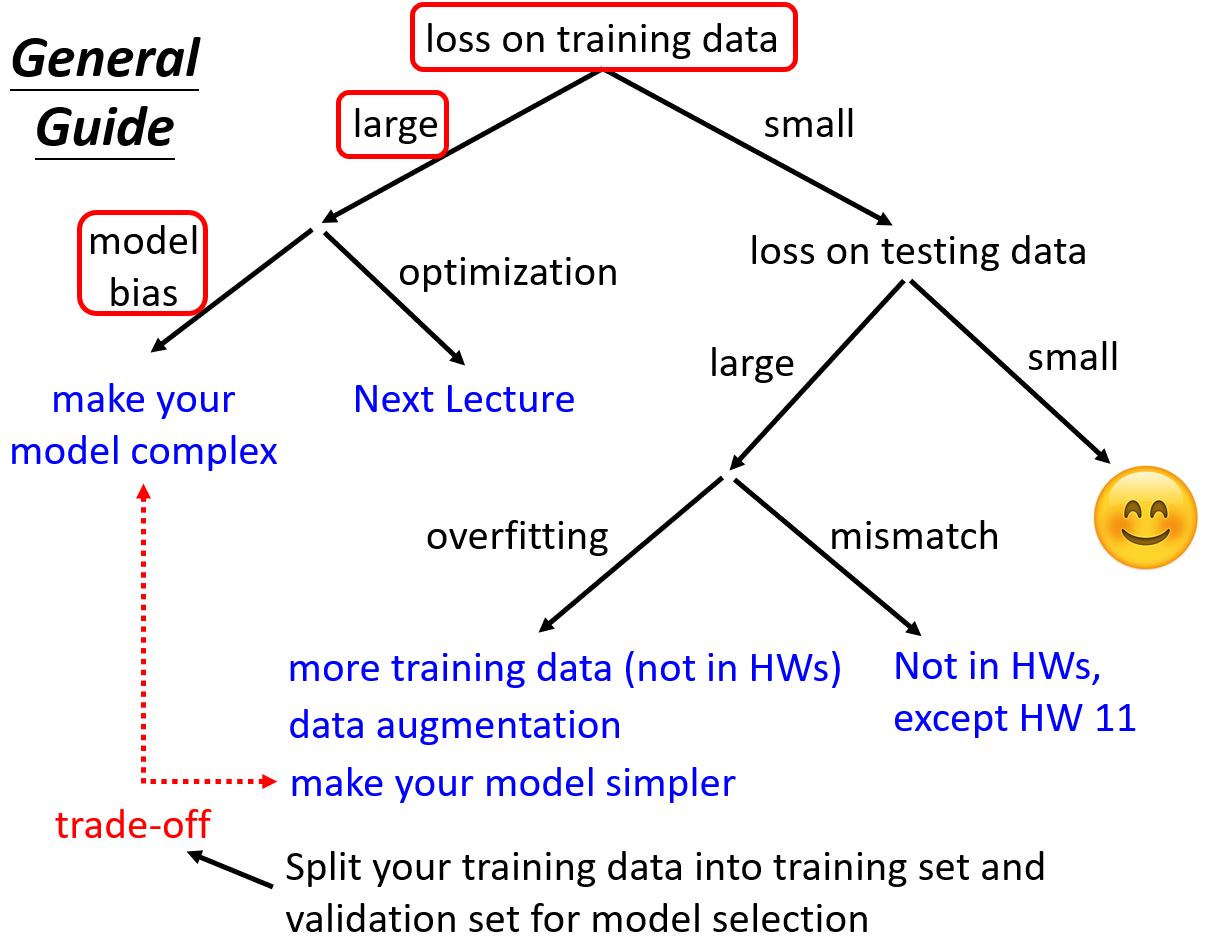 General
Guide
loss on training data
large
small
model
bias
optimization
loss on testing data
make your
model complex
Next Lecture
large
small
overfitting
mismatch
more training data (not in HWs)
data augmentation
make your model simpler
Not in HWs,
except HW 11
trade-off
Split your training data into training set and
validation set for model selection